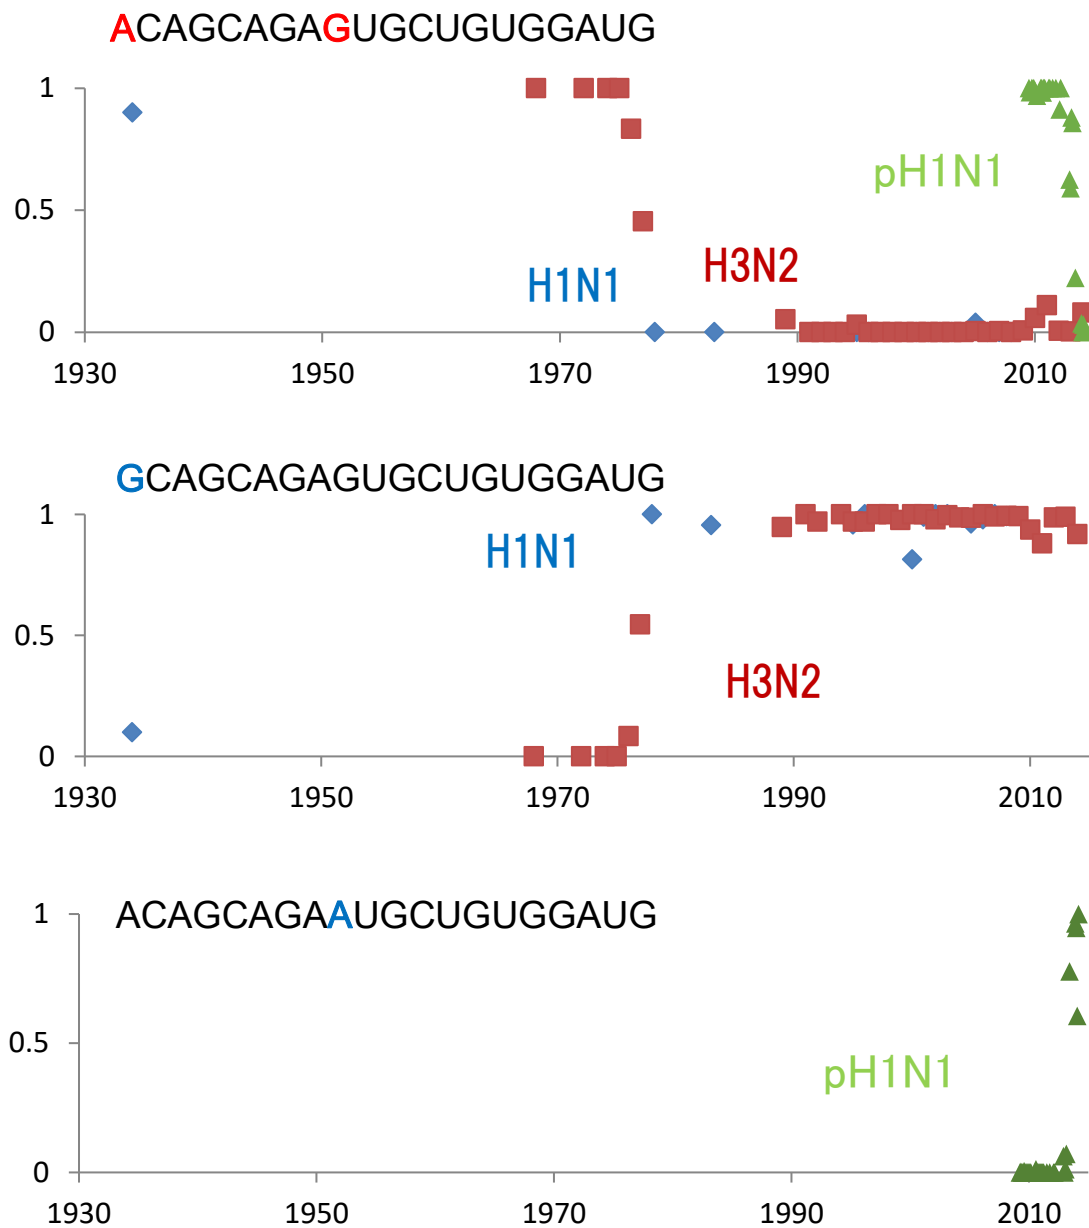 ACAGCAGAGUGCUGUGGAUG
1
pH1N1
0.5
H1N1
H3N2
0
1930
1950
1970
1990
2010
GCAGCAGAGUGCUGUGGAUG
1
H1N1
0.5
H3N2
0
1930
1950
1970
1990
2010
ACAGCAGAAUGCUGUGGAUG
1
0.5
pH1N1
0
1930
1950
1970
1990
2010